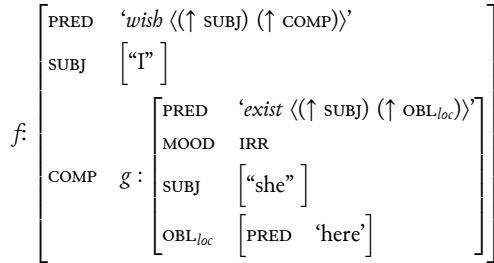 PRED ‘wish ⟨(↑ SUBJ) (↑ COMP)⟩’
SUBJ [“I” ]
f:
COMP g :
PRED ‘exist ⟨(↑ SUBJ) (↑ OBLloc)⟩’
MOOD IRR
SUBJ [“she” ]
OBLloc [PRED ‘here’]